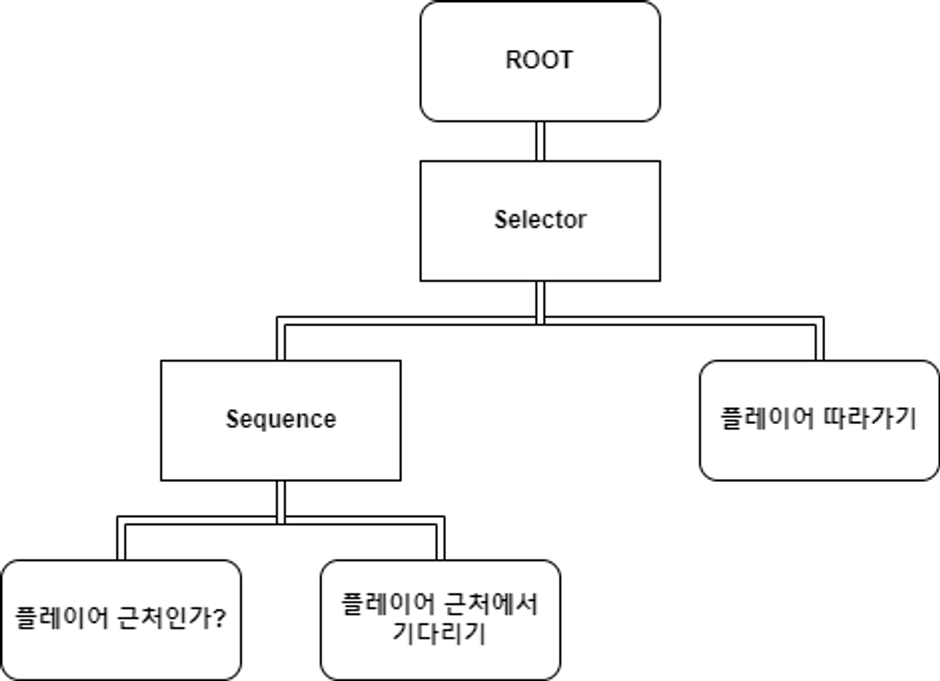 ROOT
Selector
Sequence
플레이어 따라가기
플레이어 근처인가?
플레이어 근처에서
기다리기